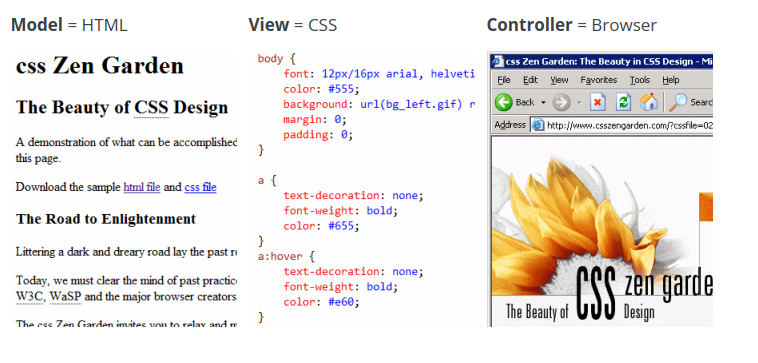 Model = HTML
css Zen Garden
The Beauty of CSS Design
A demonstration of what can be accomplished
this page.
Download the sample html file and css file
The Road to Enlightenment
Littering a dark and dreary road lay the past
Today, we must clear the mind of past
W3C, WaSP and the major browser creators
The css Zen Garden invites you to relax and
View = CSS
body {
font: 12px/16px arial,
color: #555;
background: url(bg_left.gif)
margin: 0;
padding: 0;
}
a {
text-decoration: none;
font-weight: bold;
color: #655;
}
a:hover {
text-decoration: none;
font-weight: bold;
color: #e60;
}
Controller = Browser
css Zen Garden: The Beauty in CSS Design -
File Edit View Favorites Tools Help
Back
Address http://www.csszengarden.com/?cssfile=02
CSS zen garde
The Beauty of Design